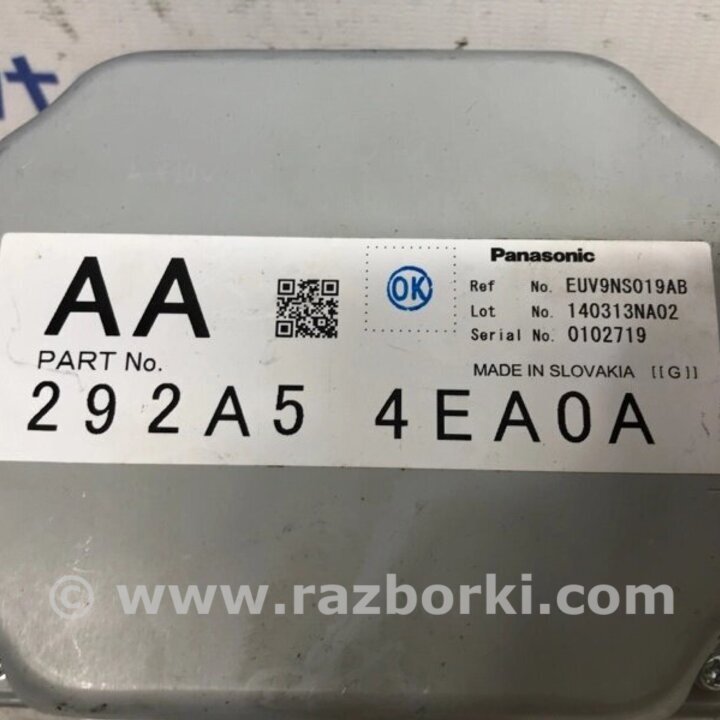 AA
OK
Panasonic
Ref No. EUV9NS019AB
Lot No. 140313NA02
Serial No. 0102719
PART No.
MADE IN SLOVAKIA [[G]]
292A5 4EA0A
© www.razborki.com